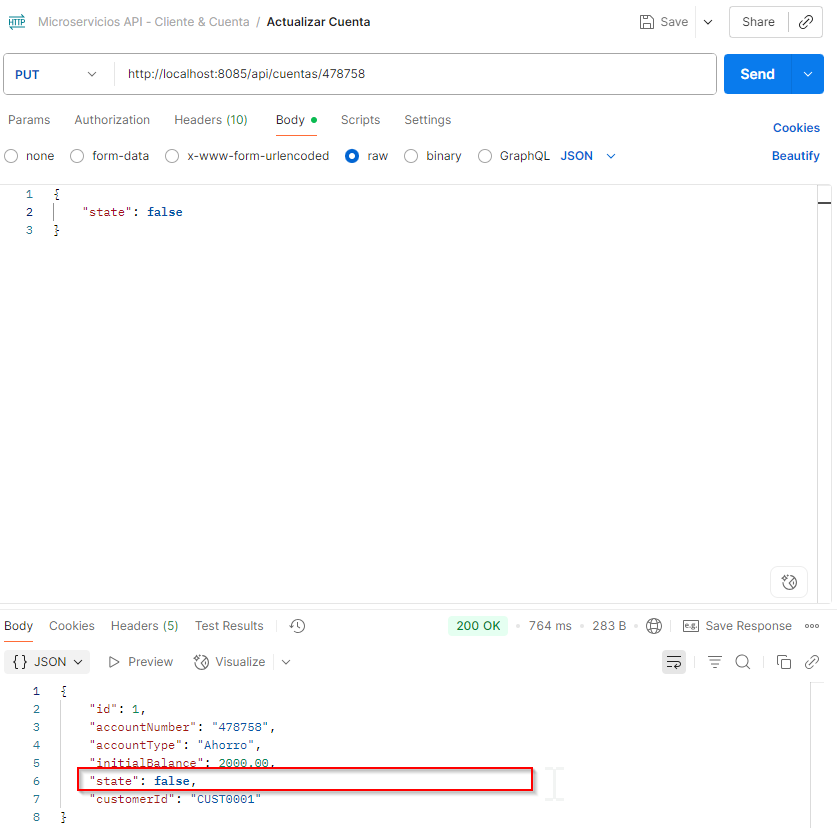 HTTP Microservicios API - Cliente & Cuenta / Actualizar Cuenta Save Share
PUT http://localhost:8085/api/cuentas/478758 Send
Params Authorization Headers (10) Body Scripts Settings Cookies
none form-data x-www-form-urlencoded raw binary GraphQL JSON Beautify
1 {
2 "state": false
3 }
Body Cookies Headers (5) Test Results 200 OK • 764 ms • 283 B e.g. Save Response
{} JSON Preview Visualize
1 {
2 "id": 1,
3 "accountNumber": "478758",
4 "accountType": "Ahorro",
5 "initialBalance": 2000.00,
6 "state": false,
7 "customerId": "CUST0001"
8 }